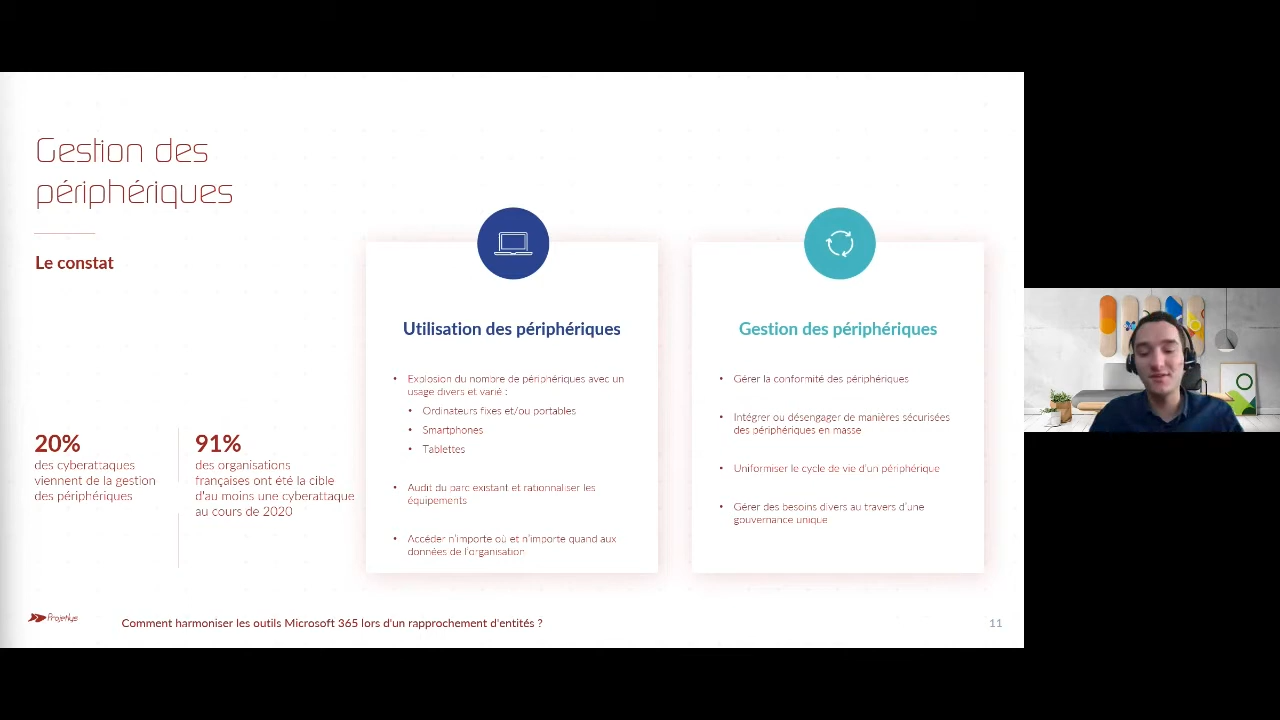 Gestion des
périphériques
Le constat
20%
des cyberattaques
viennent de la gestion
des périphériques
91%
des organisations
françaises ont été la cible
d'au moins une cyberattaque
au cours de 2020
Utilisation des périphériques
• Explosion du nombre de périphériques avec un
usage divers et varié :
• Ordinateurs fixes et/ou portables
• Smartphones
• Tablettes
• Audit du parc existant et rationnaliser les
équipements
• Accéder n'importe où et n'importe quand aux
données de l'organisation
Gestion des périphériques
• Gérer la conformité des périphériques
• Intégrer ou désengager de manières sécurisées
des périphériques en masse
• Uniformiser le cycle de vie d'un périphérique
• Gérer des besoins divers au travers d'une
gouvernance unique
Projetlys
Comment harmoniser les outils Microsoft 365 lors d'un rapprochement d'entités ?
11